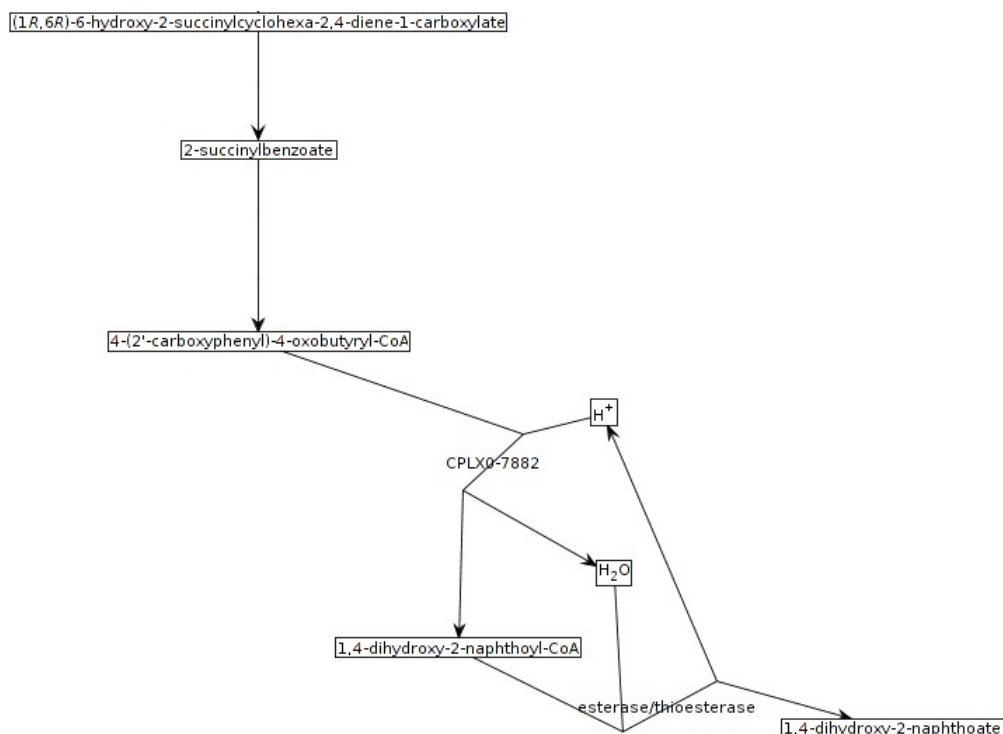 (1R,6R)-6-hydroxy-2-succinylcyclohexa-2,4-diene-1-carboxylate
2-succinylbenzoate
4-(2'-carboxyphenyl)-4-oxobutyryl-CoA
H+
CPLX0-7882
H2O
1,4-dihydroxy-2-naphthoyl-CoA
esterase/thioesterase
1,4-dihydroxy-2-naphthoate